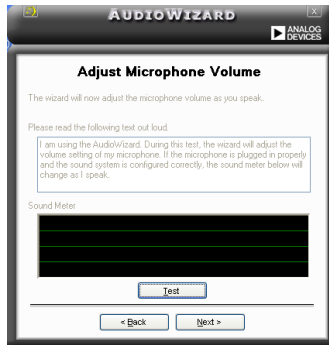 AUDIOWIZARD
ANALOG
DEVICES
Adjust Microphone Volume
The wizard will now adjust the microphone volume as you speak.
Please read the following text out loud.
I am using the AudioWizard. During this test, the wizard will adjust the
volume setting of my microphone. If the microphone is plugged in properly
and the sound system is configured correctly, the sound meter below will
change as I speak.
Sound Meter
Test
< Back Next >